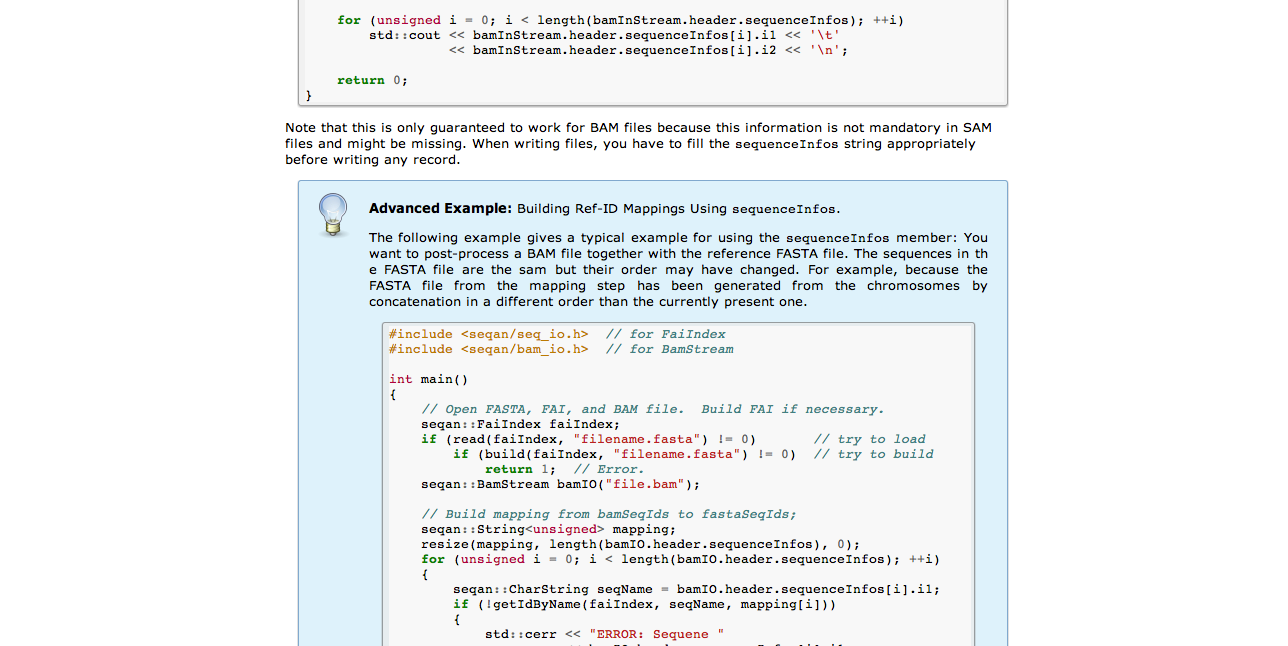 for (unsigned i = 0; i < length(bamInStream.header.sequenceInfos); ++i)
std::cout << bamInStream.header.sequenceInfos[i].i1 << '\t'
<< bamInStream.header.sequenceInfos[i].i2 << '\n';
return 0;
}
Note that this is only guaranteed to work for BAM files because this information is not mandatory in SAM
files and might be missing. When writing files, you have to fill the sequenceInfos string appropriately
before writing any record.
Advanced Example: Building Ref-ID Mappings Using sequenceInfos.
The following example gives a typical example for using the sequenceInfos member: You
want to post-process a BAM file together with the reference FASTA file. The sequences in th
e FASTA file are the sam but their order may have changed. For example, because the
FASTA file from the mapping step has been generated from the chromosomes by
concatenation in a different order than the currently present one.
#include <seqan/seq_io.h>  // for FaiIndex
#include <seqan/bam_io.h>  // for BamStream
int main()
{
// Open FASTA, FAI, and BAM file.  Build FAI if necessary.
seqan::FaiIndex faiIndex;
if (read(faiIndex, "filename.fasta") != 0)       // try to load
if (build(faiIndex, "filename.fasta") != 0)  // try to build
return 1;  // Error.
seqan::BamStream bamIO("file.bam");
// Build mapping from bamSeqIds to fastaSeqIds;
seqan::String<unsigned> mapping;
resize(mapping, length(bamIO.header.sequenceInfos), 0);
for (unsigned i = 0; i < length(bamIO.header.sequenceInfos); ++i)
{
seqan::CharString seqName = bamIO.header.sequenceInfos[i].i1;
if (!getIdByName(faiIndex, seqName, mapping[i]))
{
std::cerr << "ERROR: Sequene "